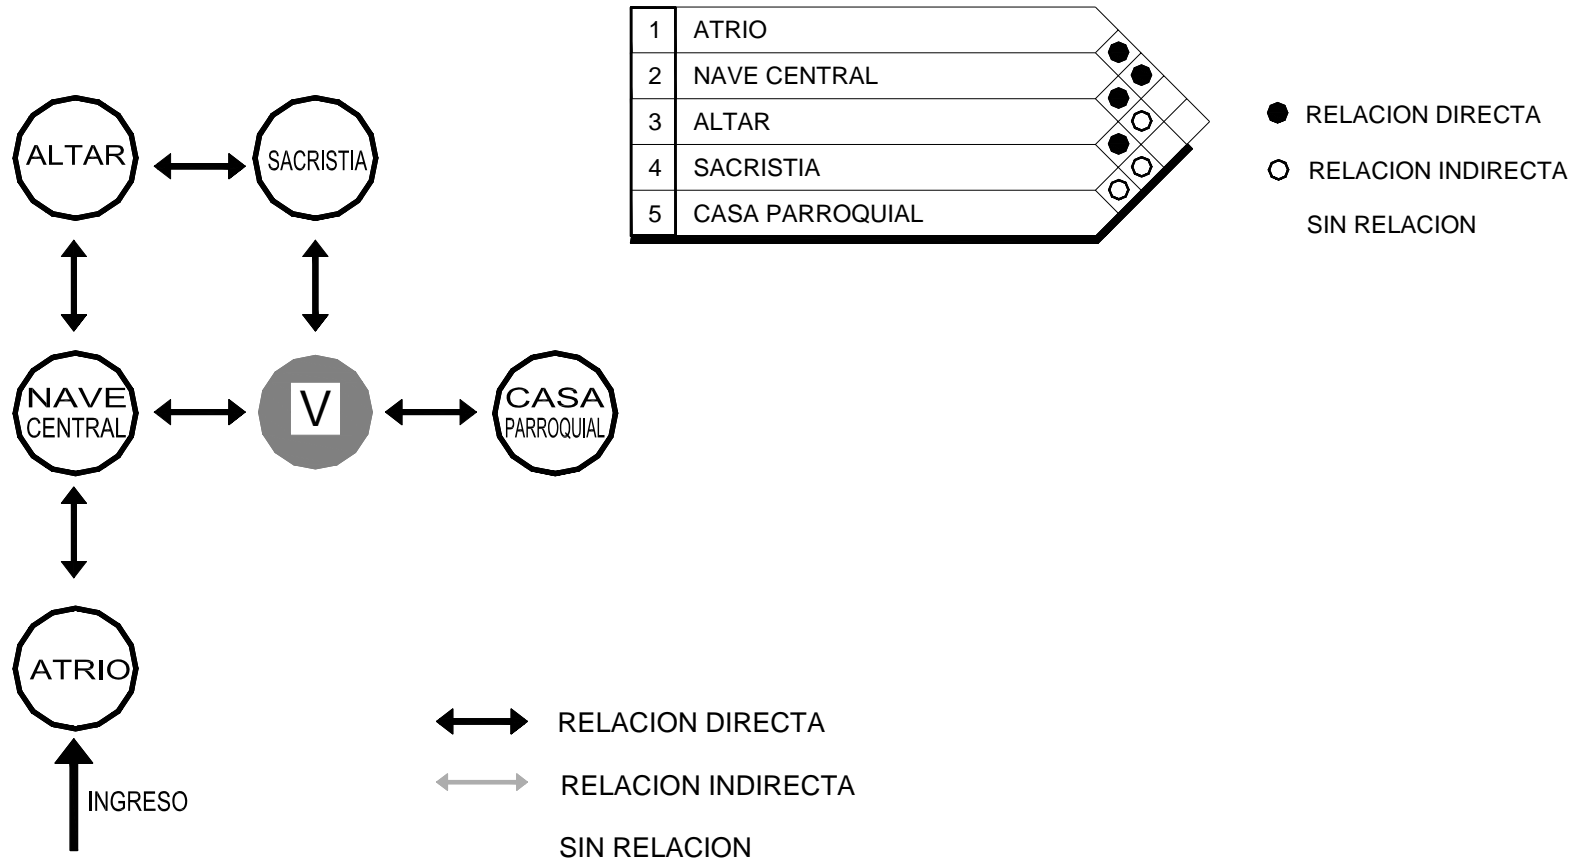 1 ATRIO
2 NAVE CENTRAL
3 ALTAR
4 SACRISTIA
5 CASA PARROQUIAL
RELACION DIRECTA
RELACION INDIRECTA
SIN RELACION
ALTAR
SACRISTIA
NAVE
CENTRAL
V
CASA
PARROQUIAL
ATRIO
INGRESO
RELACION DIRECTA
RELACION INDIRECTA
SIN RELACION